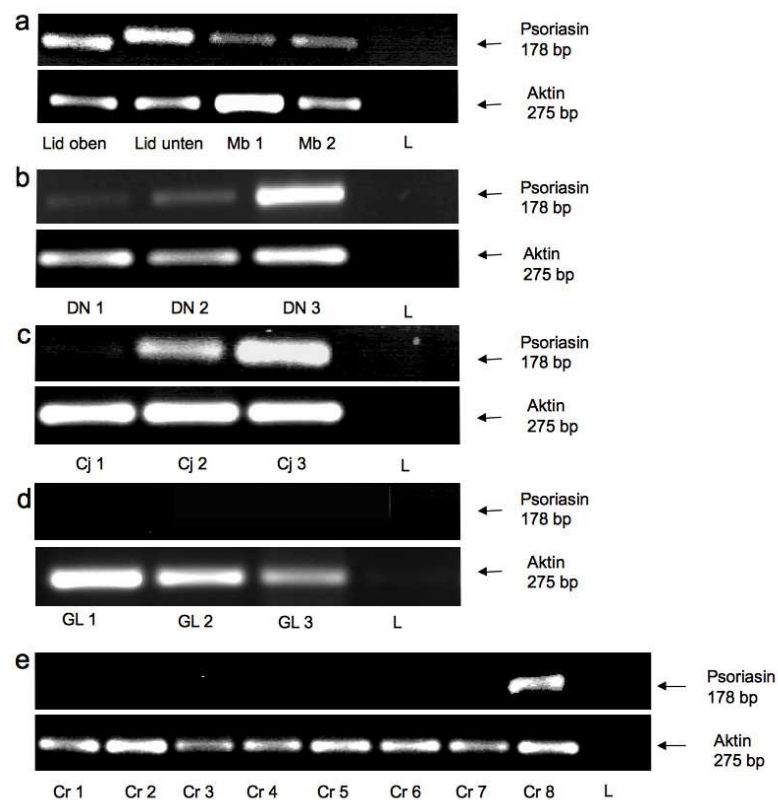 a
Psoriasin
178 bp
Aktin
275 bp
Lid oben Lid unten Mb 1 Mb 2 L
b
Psoriasin
178 bp
Aktin
275 bp
DN 1 DN 2 DN 3 L
c
Psoriasin
178 bp
Aktin
275 bp
Cj 1 Cj 2 Cj 3 L
d
Psoriasin
178 bp
Aktin
275 bp
GL 1 GL 2 GL 3 L
e
Psoriasin
178 bp
Aktin
275 bp
Cr 1 Cr 2 Cr 3 Cr 4 Cr 5 Cr 6 Cr 7 Cr 8 L